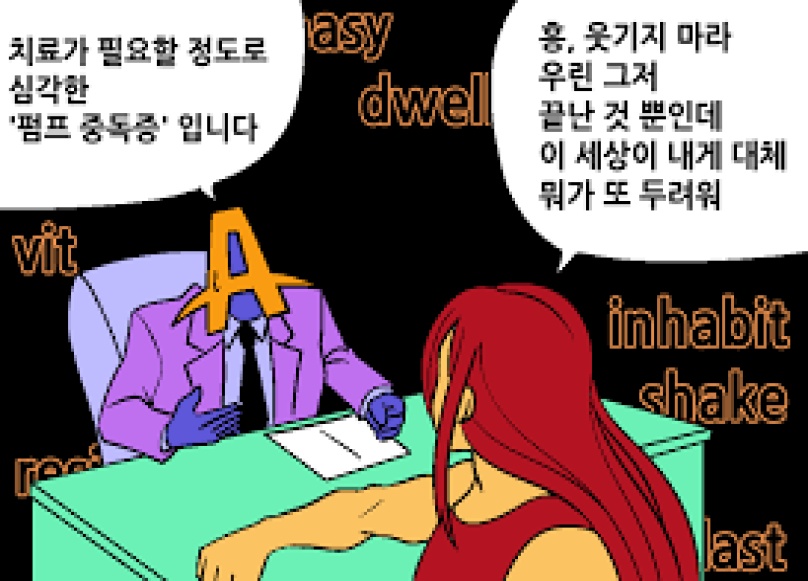 치료가 필요할 정도로
심각한
'펌프 중독증' 입니다
흥, 웃기지 마라
우린 그저
끝난 것 뿐인데
이 세상이 내게 대체
뭐가 또 두려워
asy
dwell
vit
A
inhabit
shake
resi
last